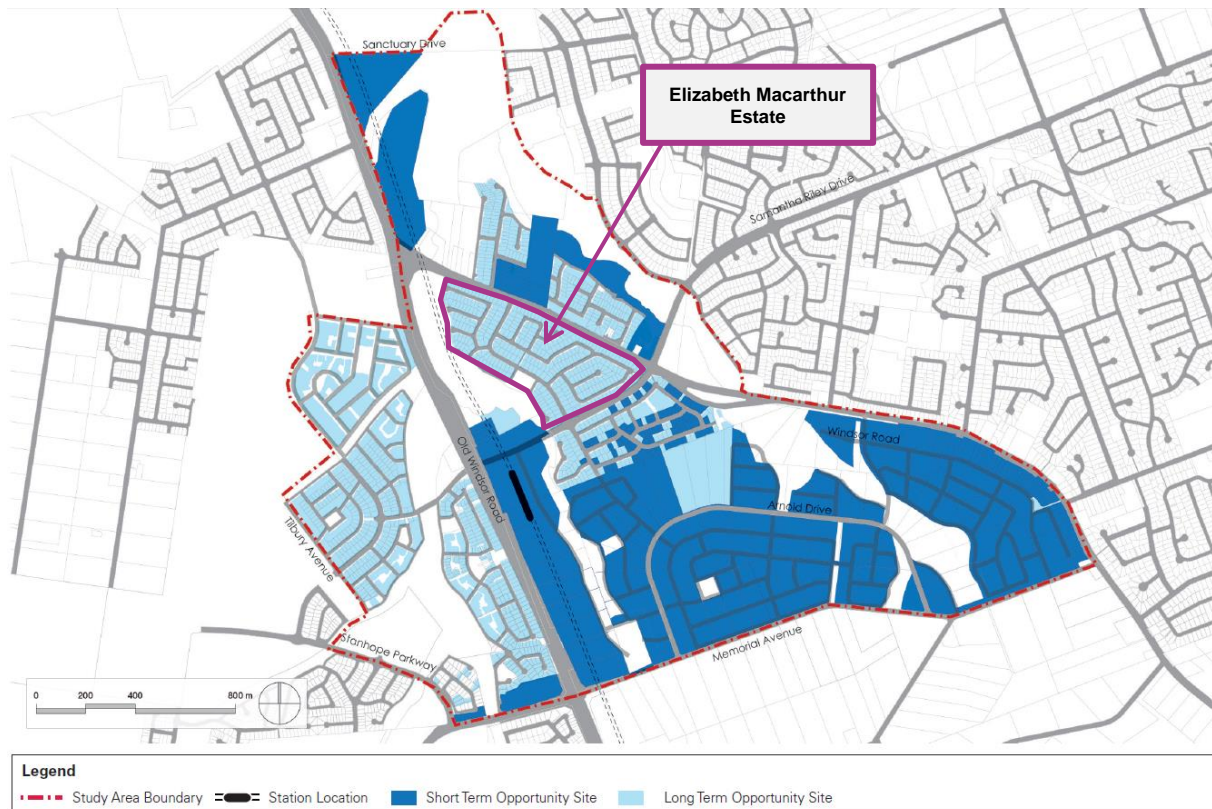 Sanctuary Drive
Elizabeth Macarthur
Estate
Samantha Riley Drive
Old Windsor Road
Windsor Road
Arnold Drive
Tilbury Avenue
Stanhope Parkway
Memorial Avenue
0 200 400 800 m
Legend
Study Area Boundary Station Location Short Term Opportunity Site Long Term Opportunity Site